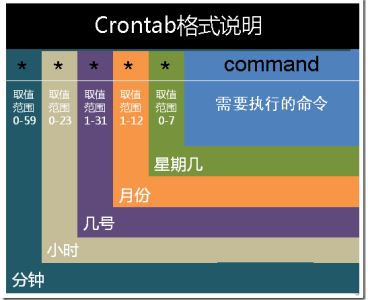 Crontab格式说明
* * * * * command
取值 取值 取值 取值 取值
范围 范围 范围 范围 范围
0-59 0-23 1-31 1-12 0-7
需要执行的命令
星期几
月份
几号
小时
分钟